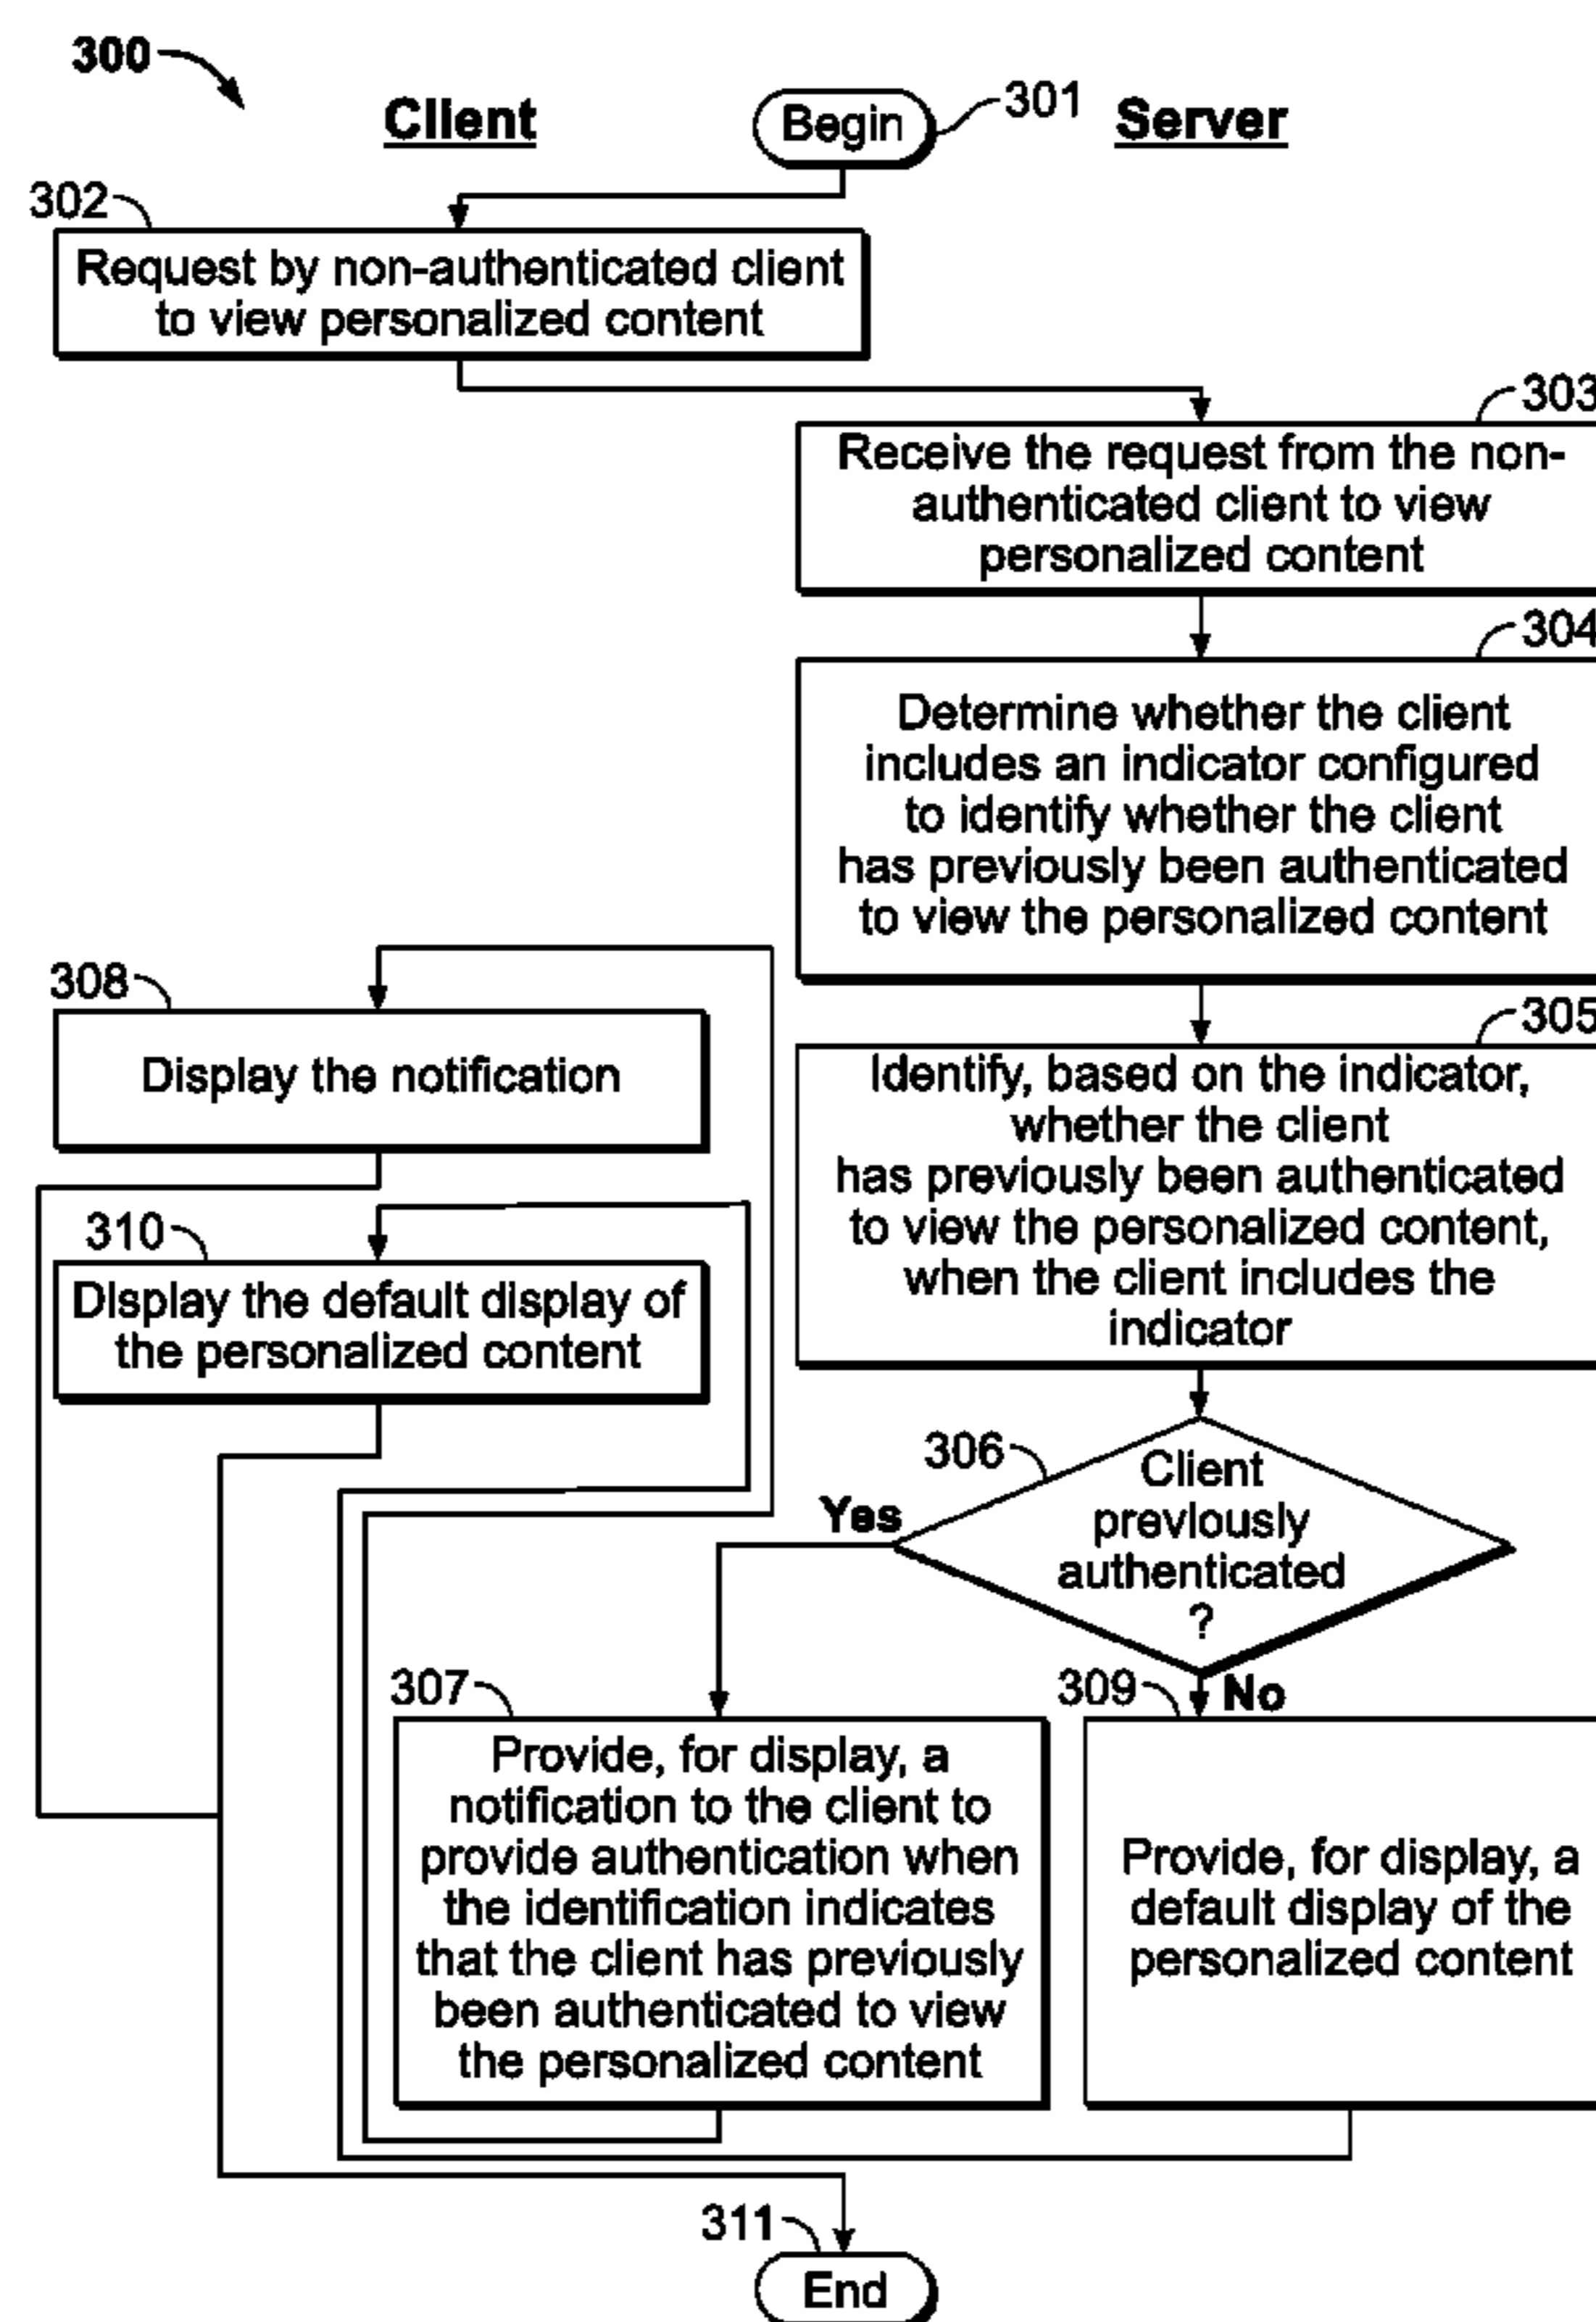 300
Client
Begin
301
Server
302
Request by non-authenticated client
to view personalized content
303
Receive the request from the non-
authenticated client to view
personalized content
304
Determine whether the client
includes an indicator configured
to identify whether the client
has previously been authenticated
to view the personalized content
308
Display the notification
305
Identify, based on the indicator,
whether the client
has previously been authenticated
to view the personalized content,
when the client includes the
indicator
310
Display the default display of
the personalized content
306
Client
previously
authenticated
?
Yes
No
307
Provide, for display, a
notification to the client to
provide authentication when
the identification indicates
that the client has previously
been authenticated to view
the personalized content
309
Provide, for display, a
default display of the
personalized content
311
End